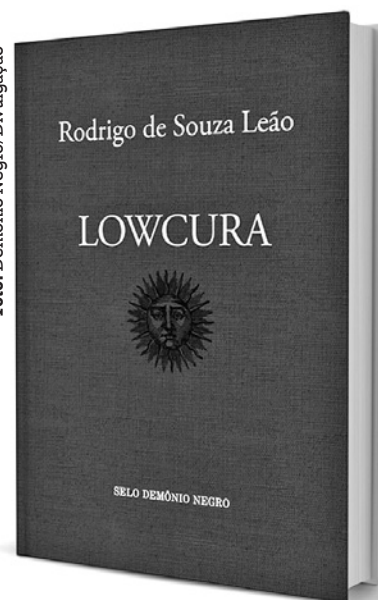 Foto: Demônio Negro/Divulgação
Rodrigo de Souza Leão
LOWCURA
SELO DEMÔNIO NEGRO